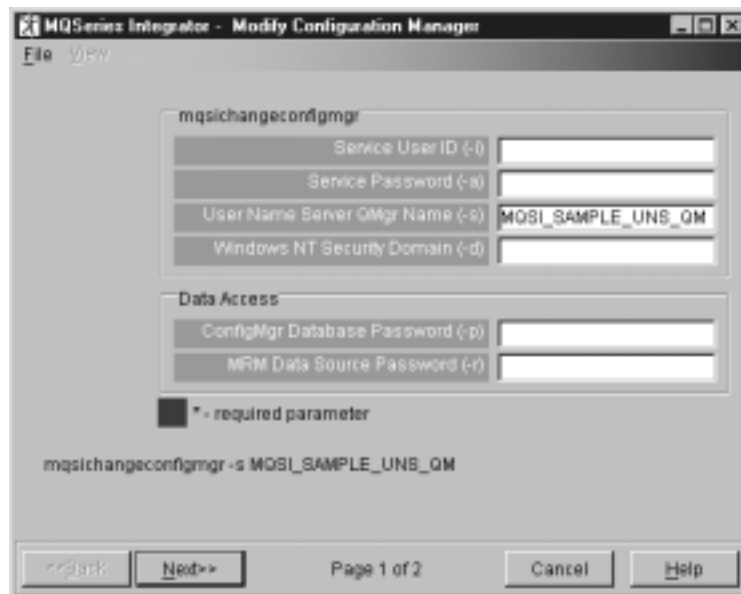 MQSeries Integrator - Modify Configuration Manager
File View
mqsichangeconfigmgr
Service User ID (-i)
Service Password (-a)
User Name Server QMgr Name (-s) MQSI_SAMPLE_UNS_QM
Windows NT Security Domain (-d)
Data Access
ConfigMgr Database Password (-p)
MRM Data Source Password (-r)
* - required parameter
mqsichangeconfigmgr -s MQSI_SAMPLE_UNS_QM
<<Back Next>> Page 1 of 2 Cancel Help